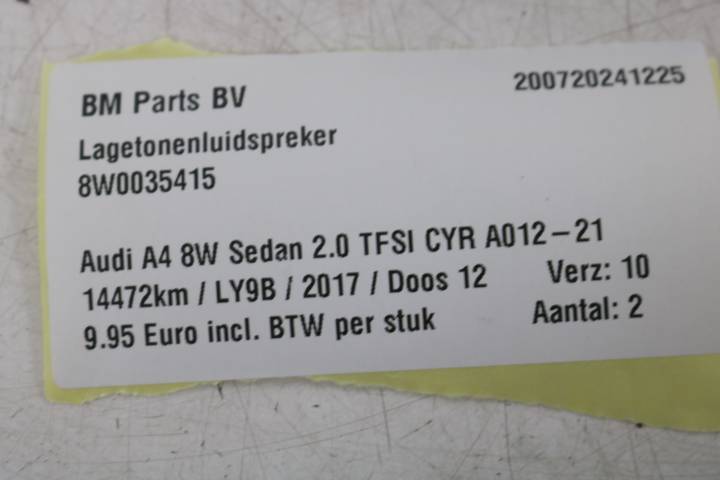 BM Parts BV 200720241225
Lagetonenluidspreker
8W0035415
Audi A4 8W Sedan 2.0 TFSI CYR A012-21
14472km / LY9B / 2017 / Doos 12 Verz: 10
9.95 Euro incl. BTW per stuk Aantal: 2